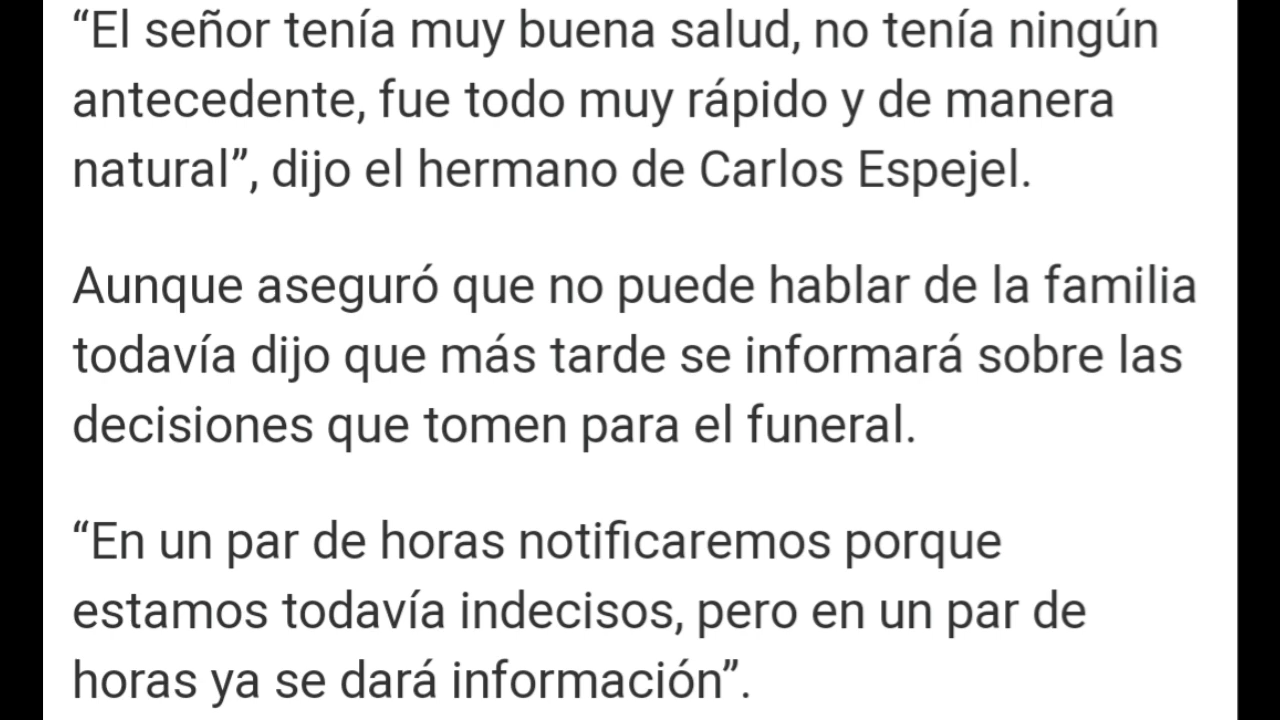 “El señor tenía muy buena salud, no tenía ningún
antecedente, fue todo muy rápido y de manera
natural”, dijo el hermano de Carlos Espejel.
Aunque aseguró que no puede hablar de la familia
todavía dijo que más tarde se informará sobre las
decisiones que tomen para el funeral.
“En un par de horas notificaremos porque
estamos todavía indecisos, pero en un par de
horas ya se dará información”.